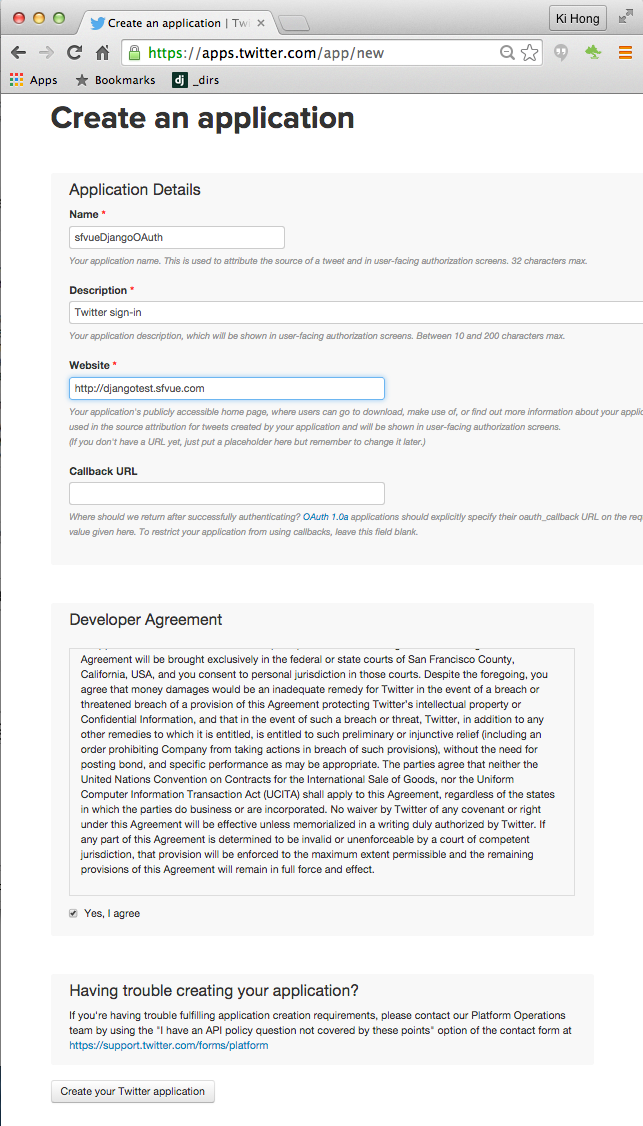 Create an application | Twi
Ki Hong
https://apps.twitter.com/app/new
Apps Bookmarks dj _dirs
Create an application
Application Details
Name *
sfvueDjangoOAuth
Your application name. This is used to attribute the source of a tweet and in user-facing authorization screens. 32 characters max.
Description *
Twitter sign-in
Your application description, which will be shown in user-facing authorization screens. Between 10 and 200 characters max.
Website *
http://djangotest.sfvue.com
Your application's publicly accessible home page, where users can go to download, make use of, or find out more information about your applic
used in the source attribution for tweets created by your application and will be shown in user-facing authorization screens.
(If you don't have a URL yet, just put a placeholder here but remember to change it later.)
Callback URL
Where should we return after successfully authenticating? OAuth 1.0a applications should explicitly specify their oauth_callback URL on the req
value given here. To restrict your application from using callbacks, leave this field blank.
Developer Agreement
Agreement will be brought exclusively in the federal or state courts of San Francisco County,
California, USA, and you consent to personal jurisdiction in those courts. Despite the foregoing, you
agree that money damages would be an inadequate remedy for Twitter in the event of a breach or
threatened breach of a provision of this Agreement protecting Twitter's intellectual property or
Confidential Information, and that in the event of such a breach or threat, Twitter, in addition to any
other remedies to which it is entitled, is entitled to such preliminary or injunctive relief (including an
order prohibiting Company from taking actions in breach of such provisions), without the need for
posting bond, and specific performance as may be appropriate. The parties agree that neither the
United Nations Convention on Contracts for the International Sale of Goods, nor the Uniform
Computer Information Transaction Act (UCITA) shall apply to this Agreement, regardless of the states
in which the parties do business or are incorporated. No waiver by Twitter of any covenant or right
under this Agreement will be effective unless memorialized in a writing duly authorized by Twitter. If
any part of this Agreement is determined to be invalid or unenforceable by a court of competent
jurisdiction, that provision will be enforced to the maximum extent permissible and the remaining
provisions of this Agreement will remain in full force and effect.
Yes, I agree
Having trouble creating your application?
If you're having trouble fulfilling application creation requirements, please contact our Platform Operations
team by using the "I have an API policy question not covered by these points" option of the contact form at
https://support.twitter.com/forms/platform
Create your Twitter application